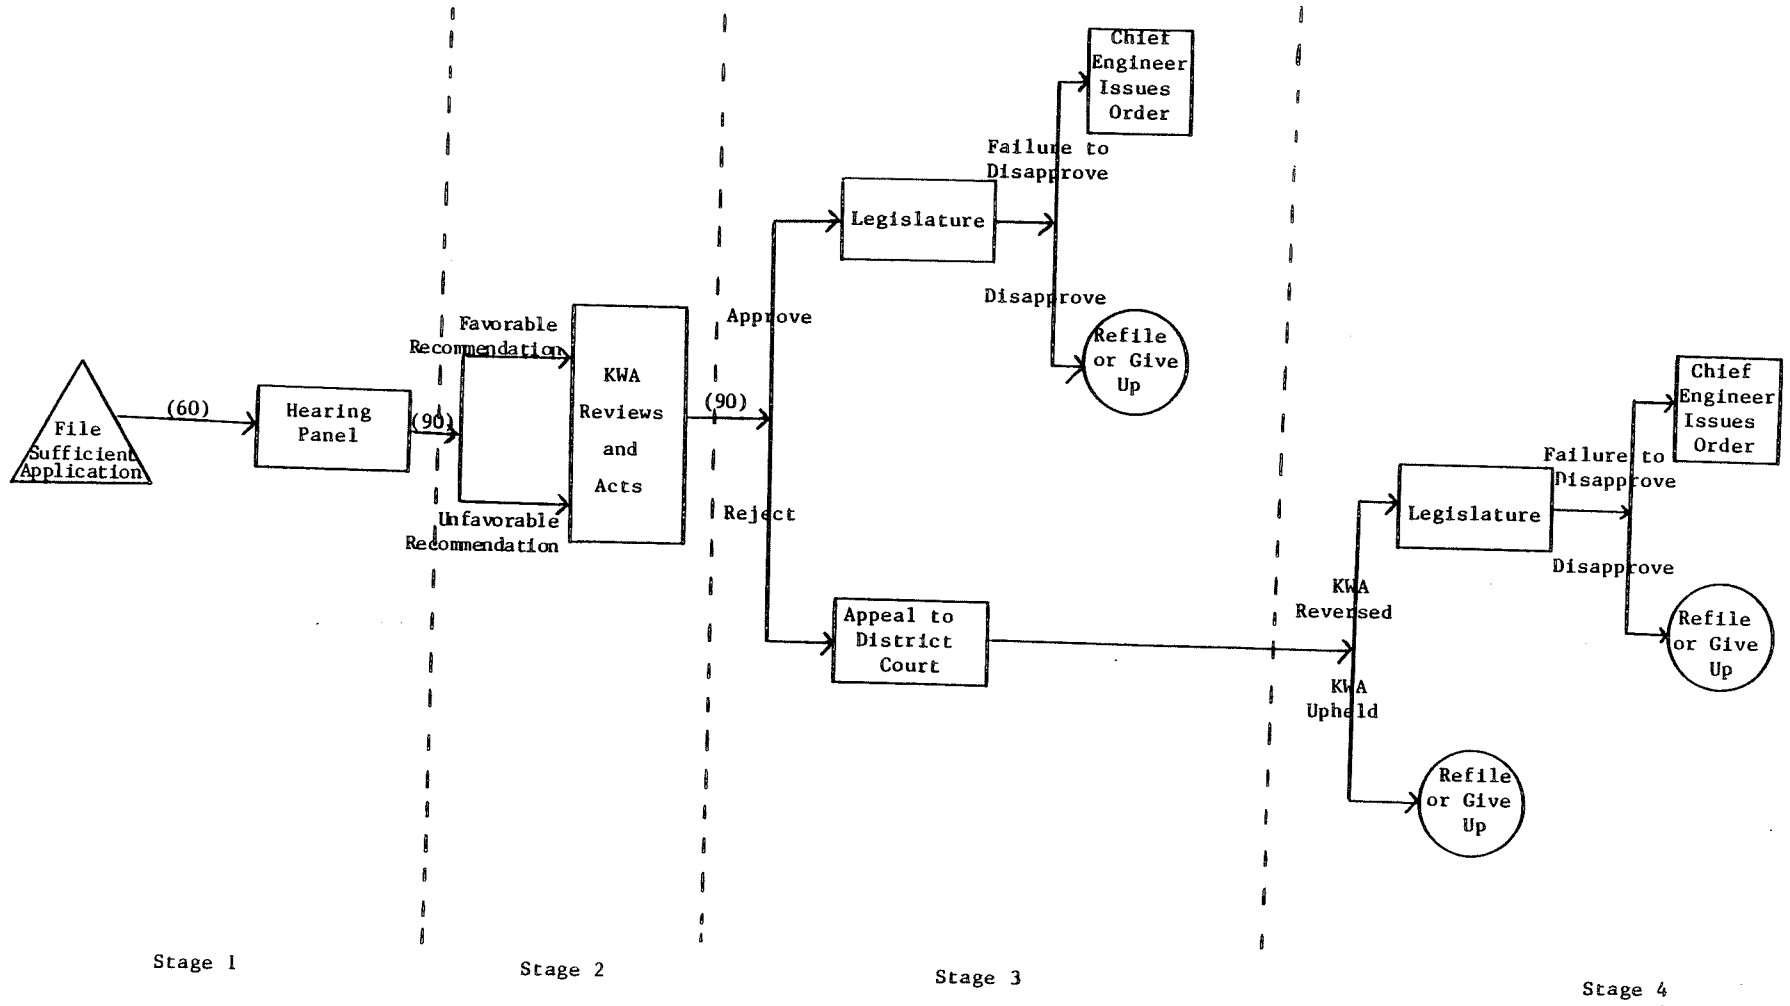 File
Sufficient
Application
(60)
Hearing
Panel
(90)
Favorable
Recommendation
Unfavorable
Recommendation
KWA
Reviews
and
Acts
(90)
Approve
Reject
Legislature
Failure to
Disapprove
Chief
Engineer
Issues
Order
Disapprove
Refile
or Give
Up
Appeal to
District
Court
KWA
Reversed
KWA
Upheld
Legislature
Failure to
Disapprove
Chief
Engineer
Issues
Order
Disapprove
Refile
or Give
Up
Refile
or Give
Up
Stage 1
Stage 2
Stage 3
Stage 4